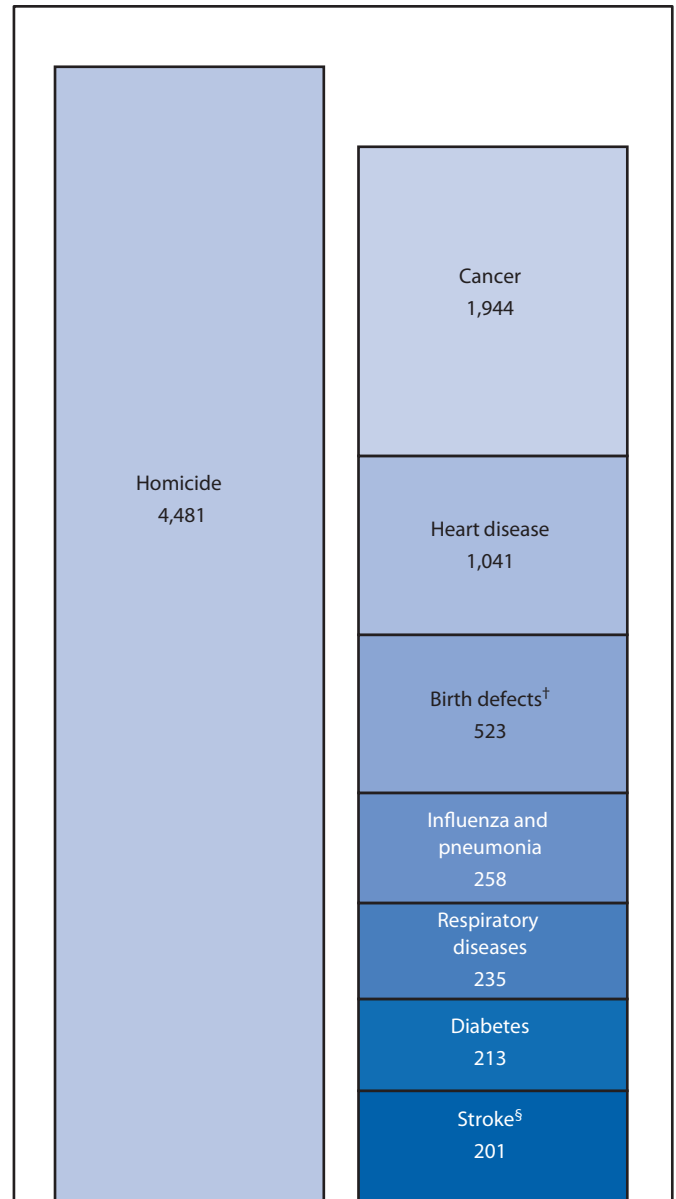 Homicide
4,481
Cancer
1,944
Heart disease
1,041
Birth defects†
523
Influenza and
pneumonia
258
Respiratory
diseases
235
Diabetes
213
Stroke§
201